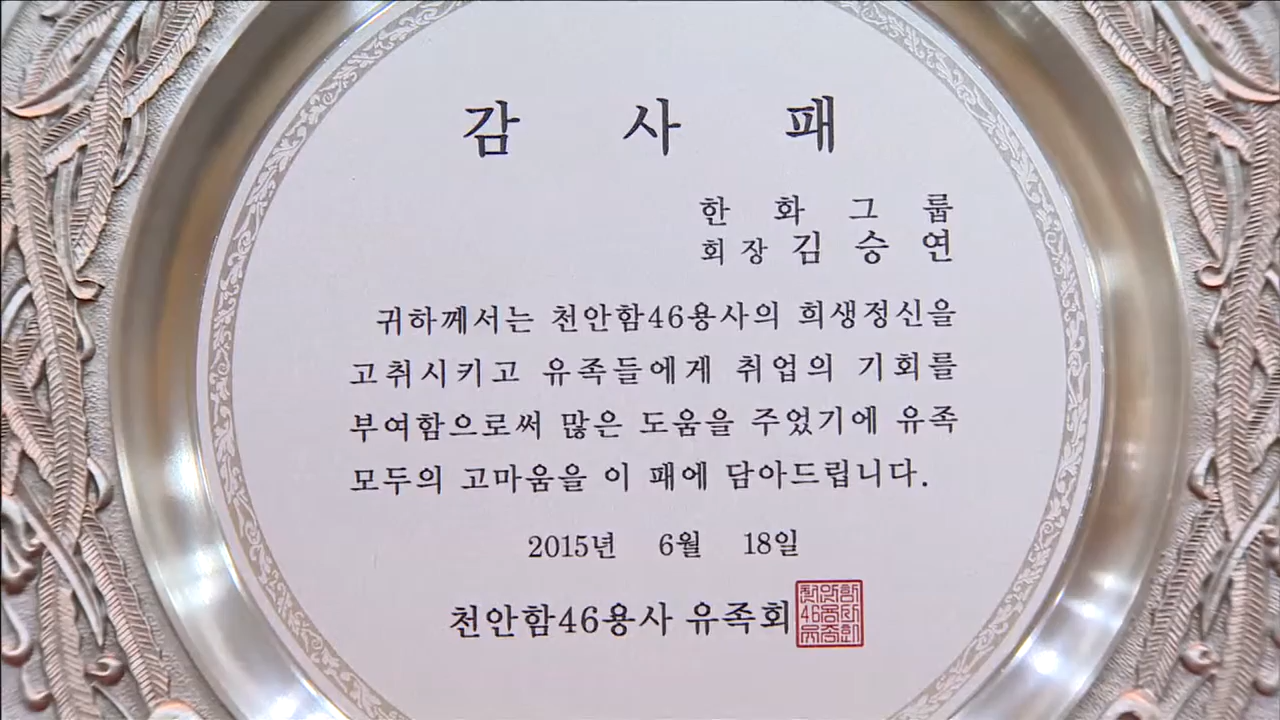 감 사 패
한 화 그 룹
회 장 김 승 연
귀하께서는 천안함46용사의 희생정신을
고취시키고 유족들에게 취업의 기회를
부여함으로써 많은 도움을 주었기에 유족
모두의 고마움을 이 패에 담아드립니다.
2015년 6월 18일
천안함46용사 유족회